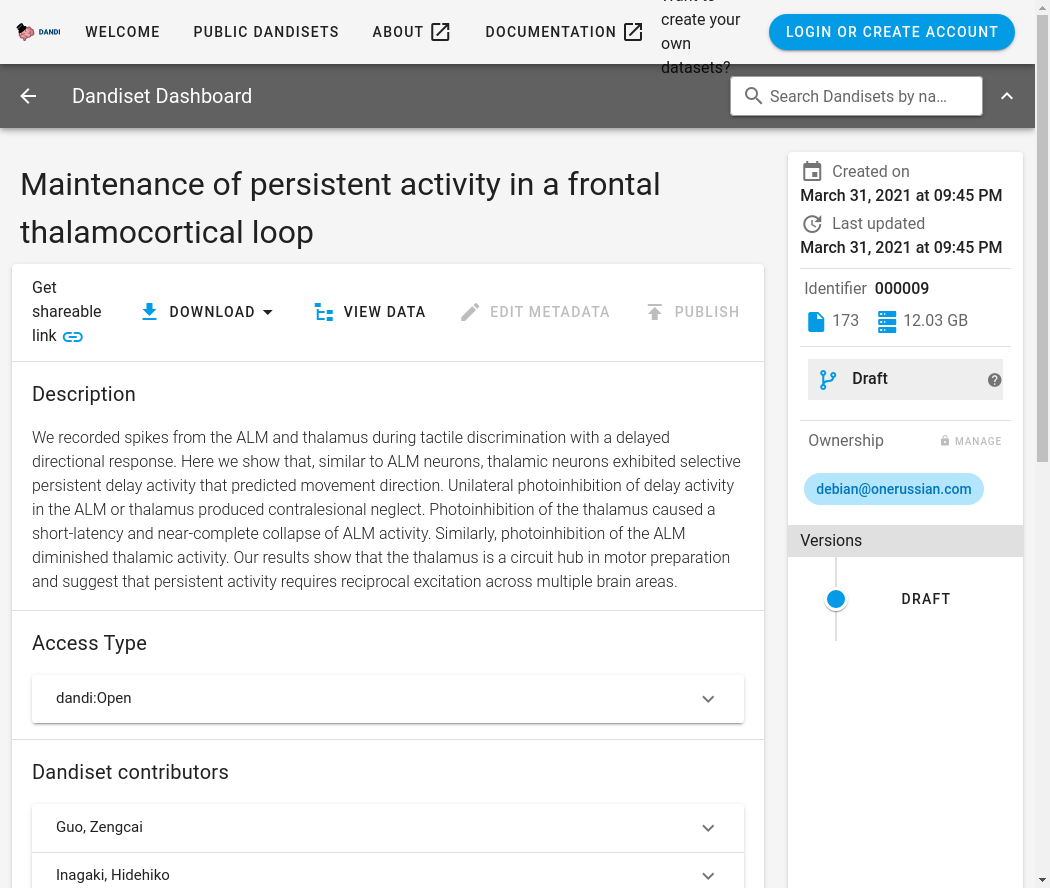 DANDI
WELCOME
PUBLIC DANDISETS
ABOUT
DOCUMENTATION
Want to
create your
own
datasets?
LOGIN OR CREATE ACCOUNT
Dandiset Dashboard
Search Dandisets by na…
Maintenance of persistent activity in a frontal
thalamocortical loop
Get
shareable
link
DOWNLOAD
VIEW DATA
EDIT METADATA
PUBLISH
Description
We recorded spikes from the ALM and thalamus during tactile discrimination with a delayed
directional response. Here we show that, similar to ALM neurons, thalamic neurons exhibited selective
persistent delay activity that predicted movement direction. Unilateral photoinhibition of delay activity
in the ALM or thalamus produced contralesional neglect. Photoinhibition of the thalamus caused a
short-latency and near-complete collapse of ALM activity. Similarly, photoinhibition of the ALM
diminished thalamic activity. Our results show that the thalamus is a circuit hub in motor preparation
and suggest that persistent activity requires reciprocal excitation across multiple brain areas.
Access Type
dandi:Open
Dandiset contributors
Guo, Zengcai
Inagaki, Hidehiko
Created on
March 31, 2021 at 09:45 PM
Last updated
March 31, 2021 at 09:45 PM
Identifier 000009
173 12.03 GB
Draft
Ownership
MANAGE
debian@onerussian.com
Versions
DRAFT